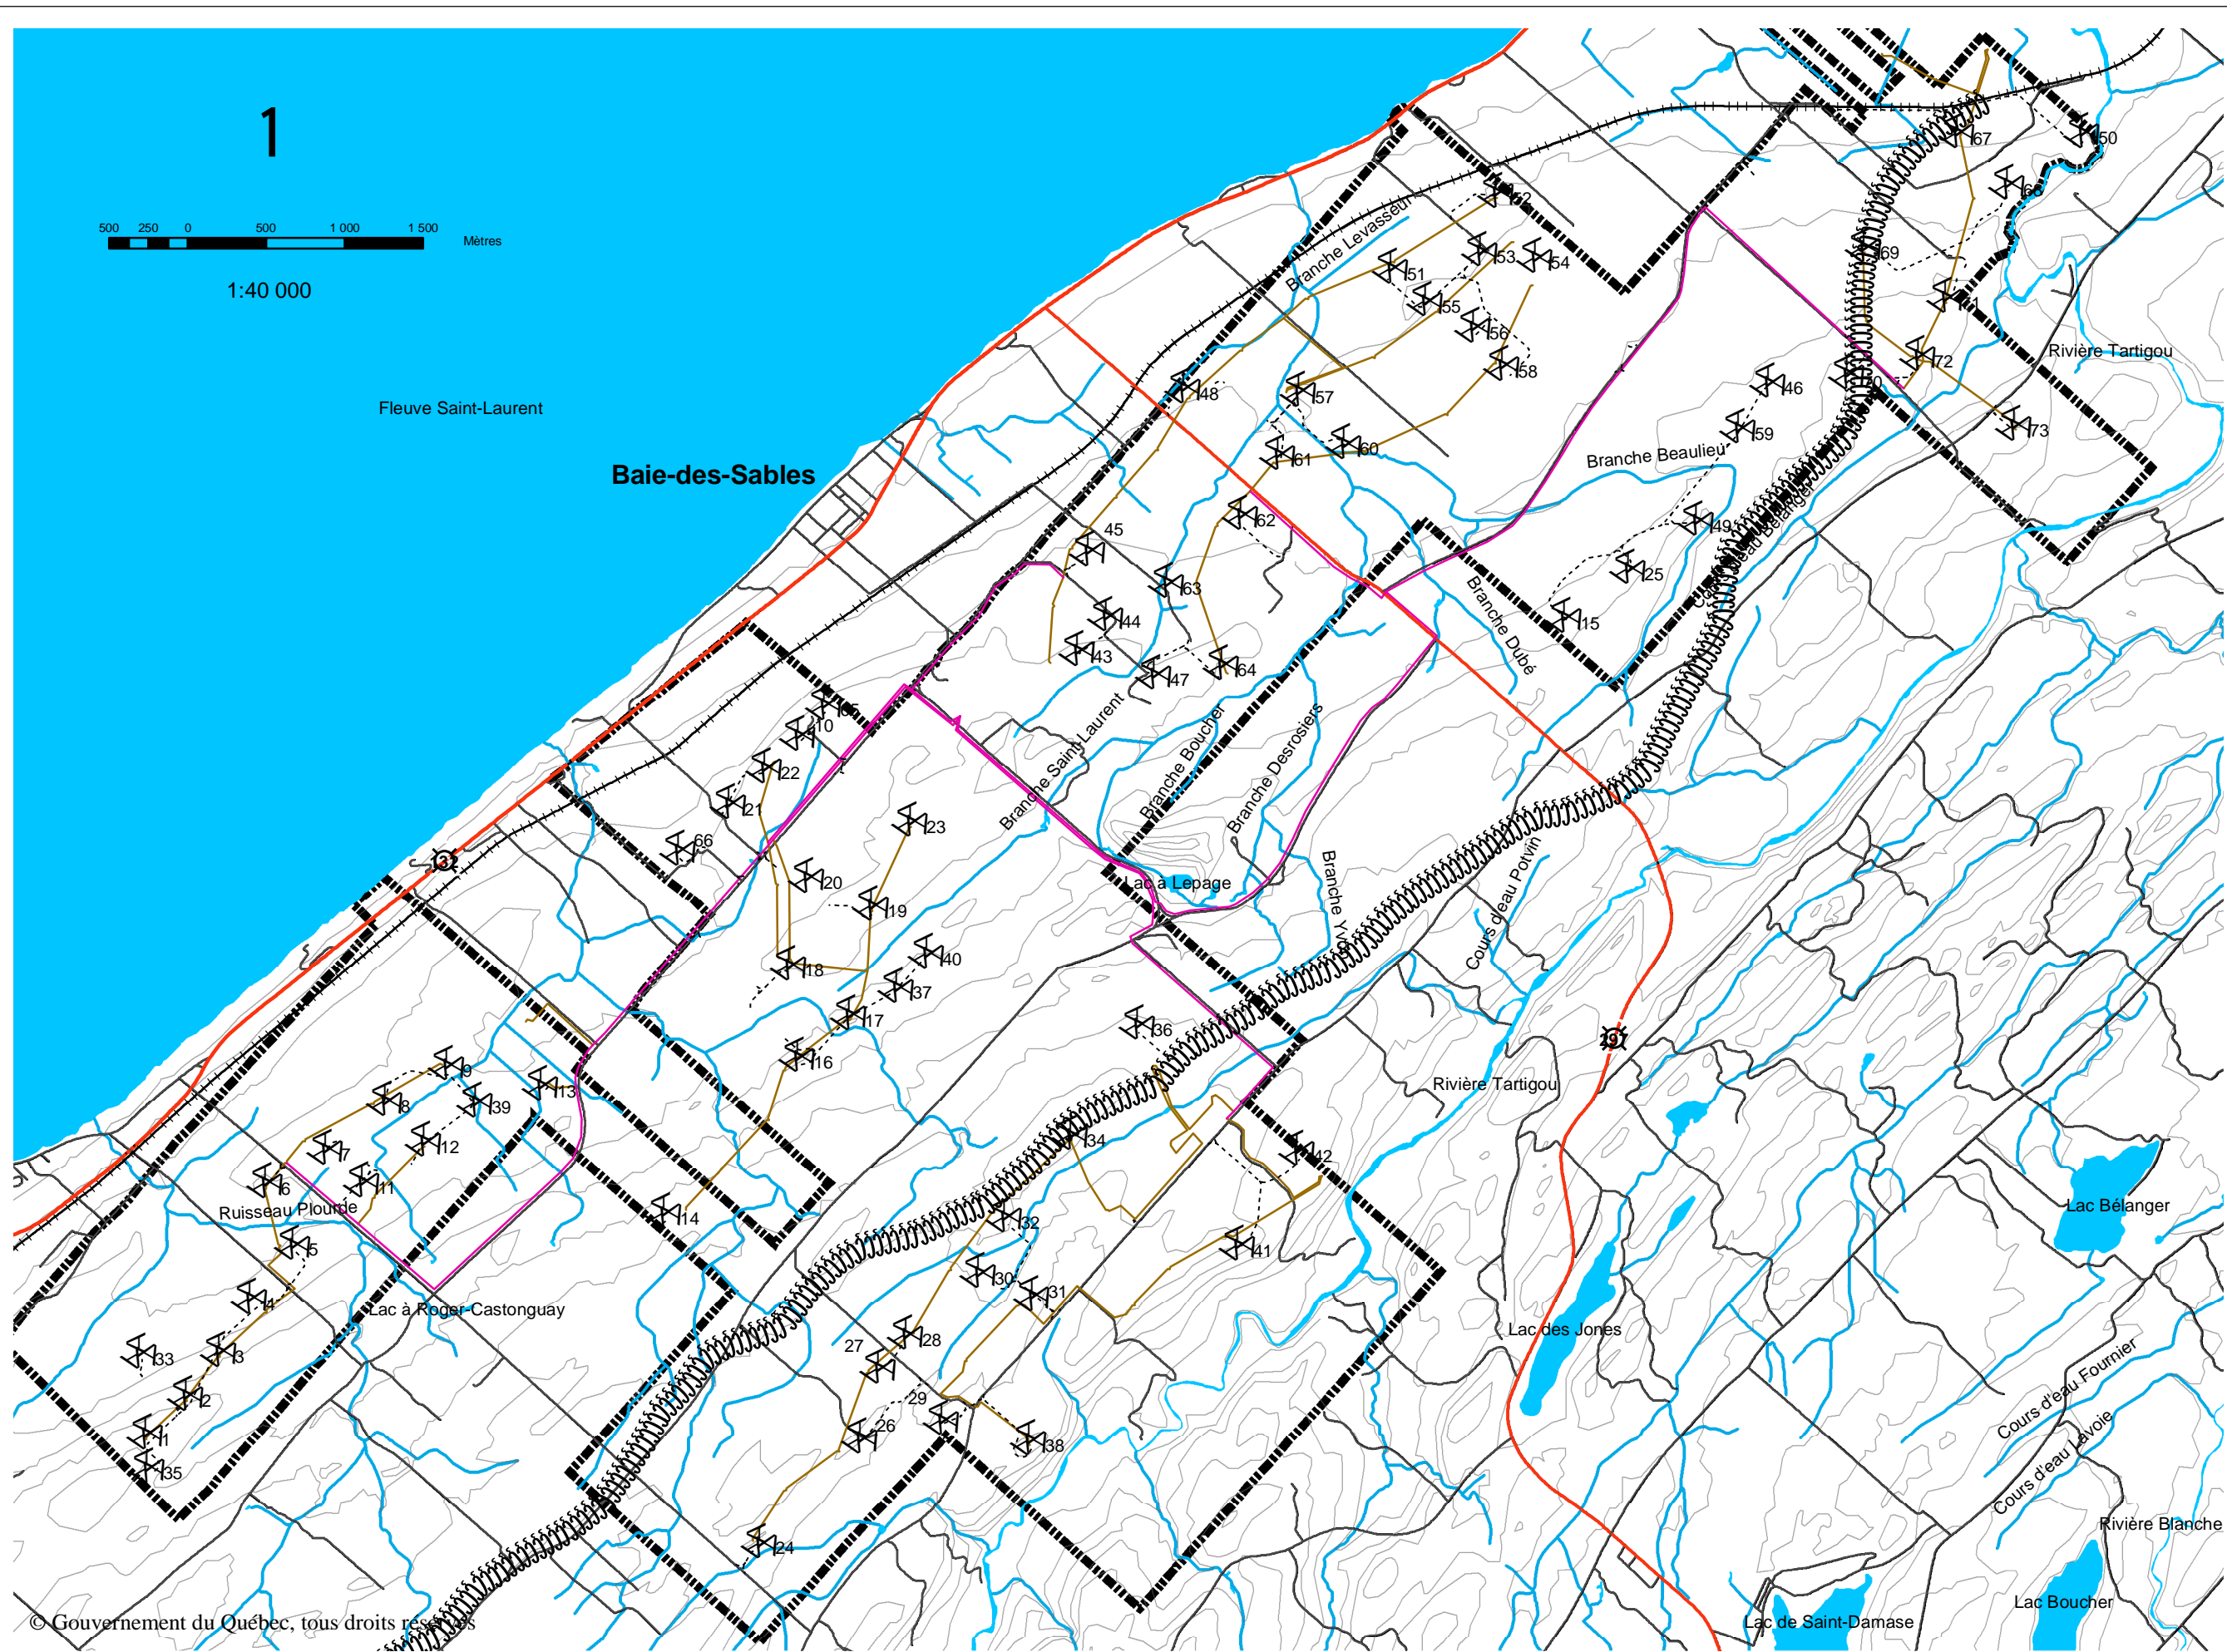 1
500 250 0 500 1 000 1 500
Mètres
1:40 000
Fleuve Saint-Laurent
Baie-des-Sables
67
50
68
52
Branche Levasseur
53
54
69
51
55
71
56
Rivière Tartigou
72
58
70
46
48
57
73
59
60
61
Branche Beaulieu
62
49
Cours d'eau Bélanger
45
25
63
15
44
Branche Dubé
43
64
47
65
10
Branche Saint-Laurent
Branche Boucher
Branche Desrosiers
22
21
23
66
132
20
Lac à Lepage
19
Branche Yvon
Cours d'eau Potvin
40
18
37
17
36
297
16
9
Rivière Tartigou
13
8
39
34
12
7
42
6
11
Ruisseau Plourde
14
32
Lac Bélanger
5
41
30
4
31
Lac à Roger-Castonguay
Lac des Jones
28
27
33
3
Cours d'eau Fournier
2
29
26
Cours d'eau Lavoie
1
38
35
Rivière Blanche
24
Lac Boucher
Lac de Saint-Damase
© Gouvernement du Québec, tous droits réservés